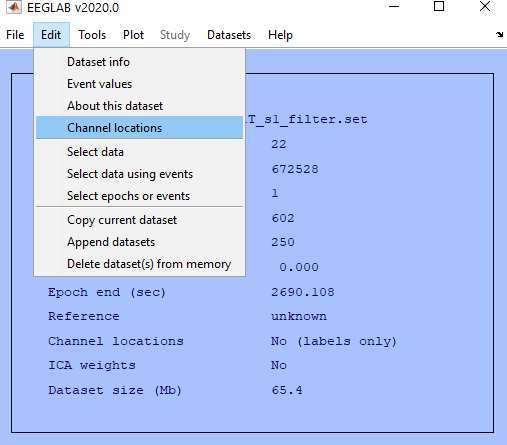 EEGLAB v2020.0
File Edit Tools Plot Study Datasets Help
Dataset info
Event values
About this dataset
Channel locations T_s1_filter.set
Select data 22
Select data using events 672528
Select epochs or events 1
Copy current dataset 602
Append datasets 250
Delete dataset(s) from memory 0.000
Epoch end (sec) 2690.108
Reference unknown
Channel locations No (labels only)
ICA weights No
Dataset size (Mb) 65.4